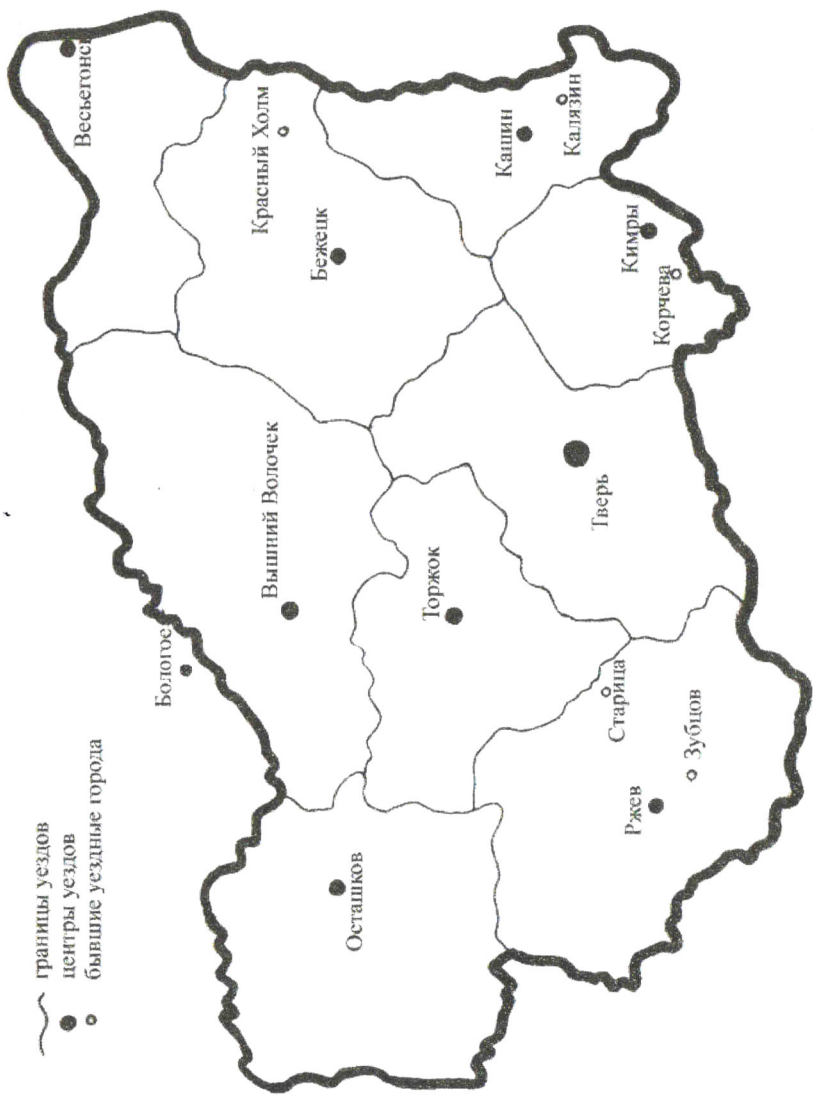 границы уездов
центры уездов
бывшие уездные города
Осташков
Бологое
Вышний Волочек
Весьегонск
Красный Холм
Бежецк
Кашин
Калязин
Кимры
Корчева
Торжок
Тверь
Старица
Ржев
Зубцов